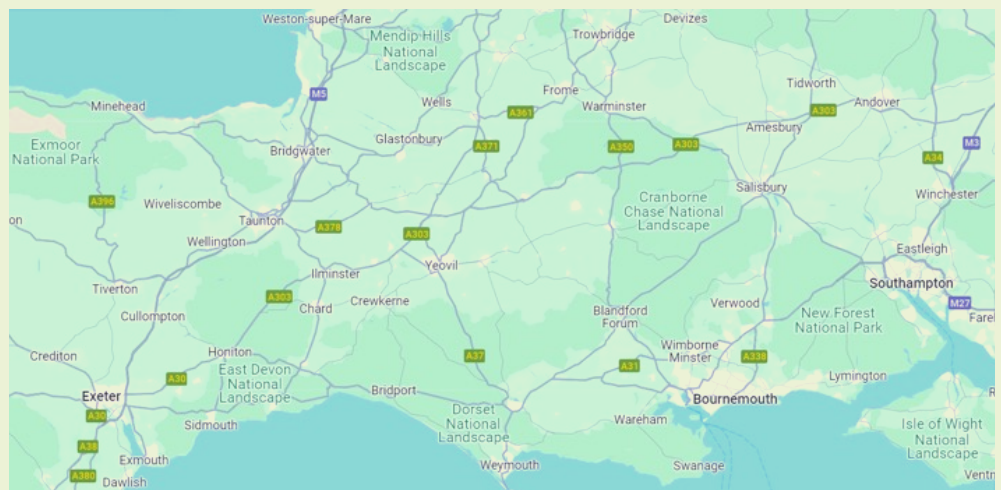 Weston-super-Mare
Devizes
Mendip Hills
National
Landscape
Trowbridge
Tidworth
M5
Frome
Minehead
Wells
A361
Warminster
A303
Andover
Amesbury
Exmoor
National Park
Glastonbury
Bridgwater
A371
A350
A303
M3
A34
Salisbury
Winchester
A396
Wiveliscombe
Cranborne
Chase National
Landscape
on
Taunton
A378
A303
Wellington
Eastleigh
Yeovil
Ilminster
Southampton
Tiverton
A303
Crewkerne
Verwood
M27
Chard
Cullompton
Blandford
Forum
New Forest
National Park
Fare
Crediton
Honiton
Wimborne
Minster
A37
A338
A31
East Devon
National
Landscape
A30
Lymington
Bridport
Exeter
Bournemouth
R
A30
Dorset
National
Landscape
Wareham
Sidmouth
Isle of Wight
National
Landscape
A38
Exmouth
Weymouth
Swanage
A380
Dawlish
Ventn